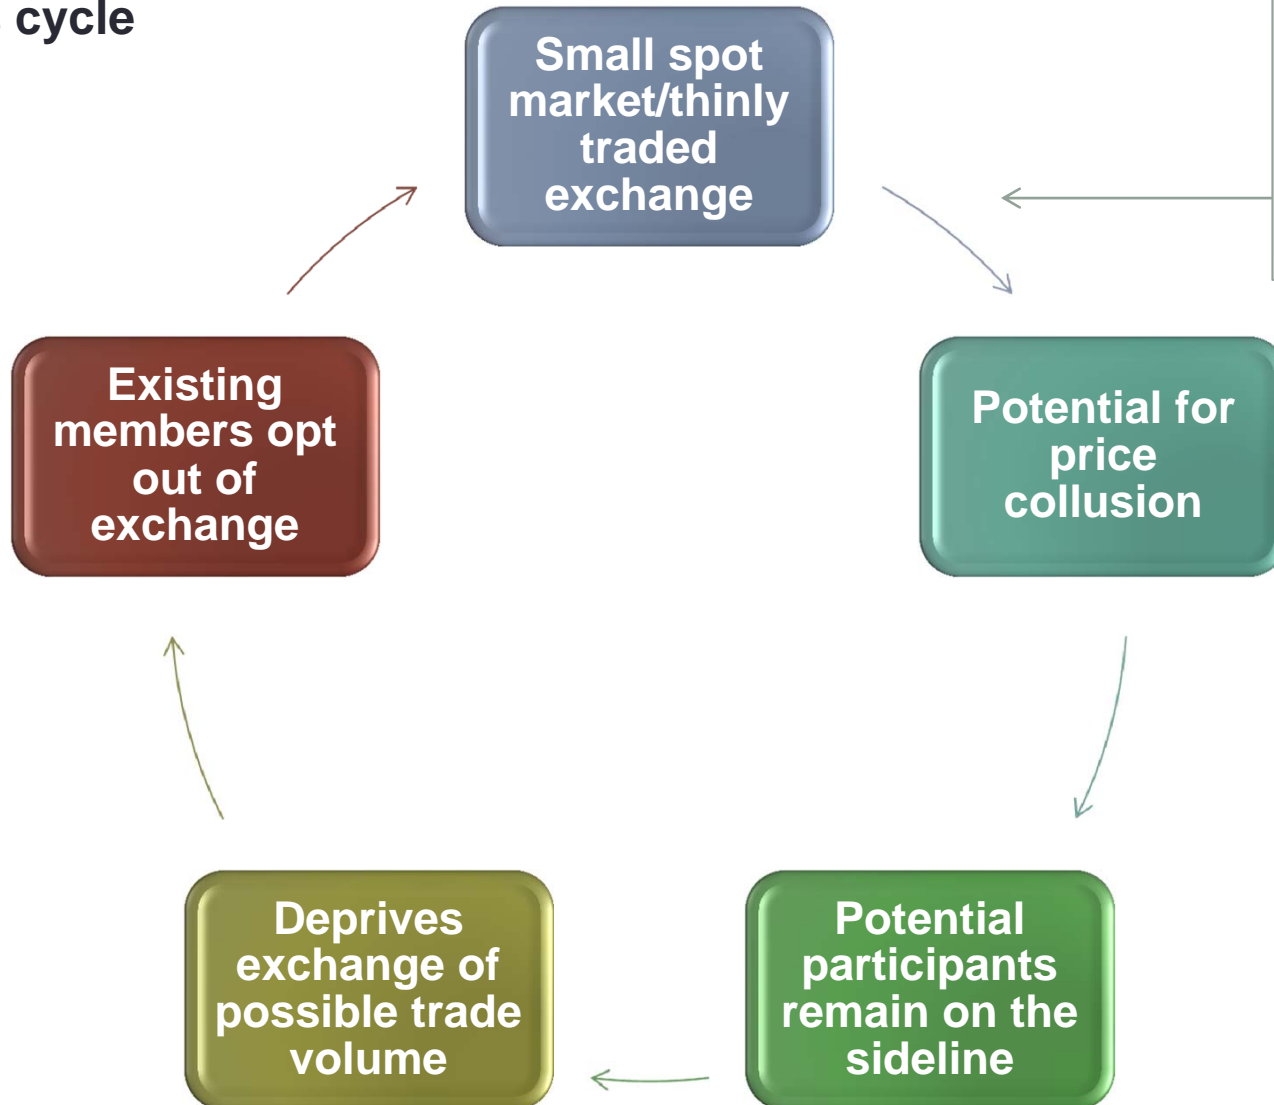 cycle
Small spot
market/thinly
traded
exchange
Existing
members opt
out of
exchange
Potential for
price
collusion
Deprives
exchange of
possible trade
volume
Potential
participants
remain on the
sideline